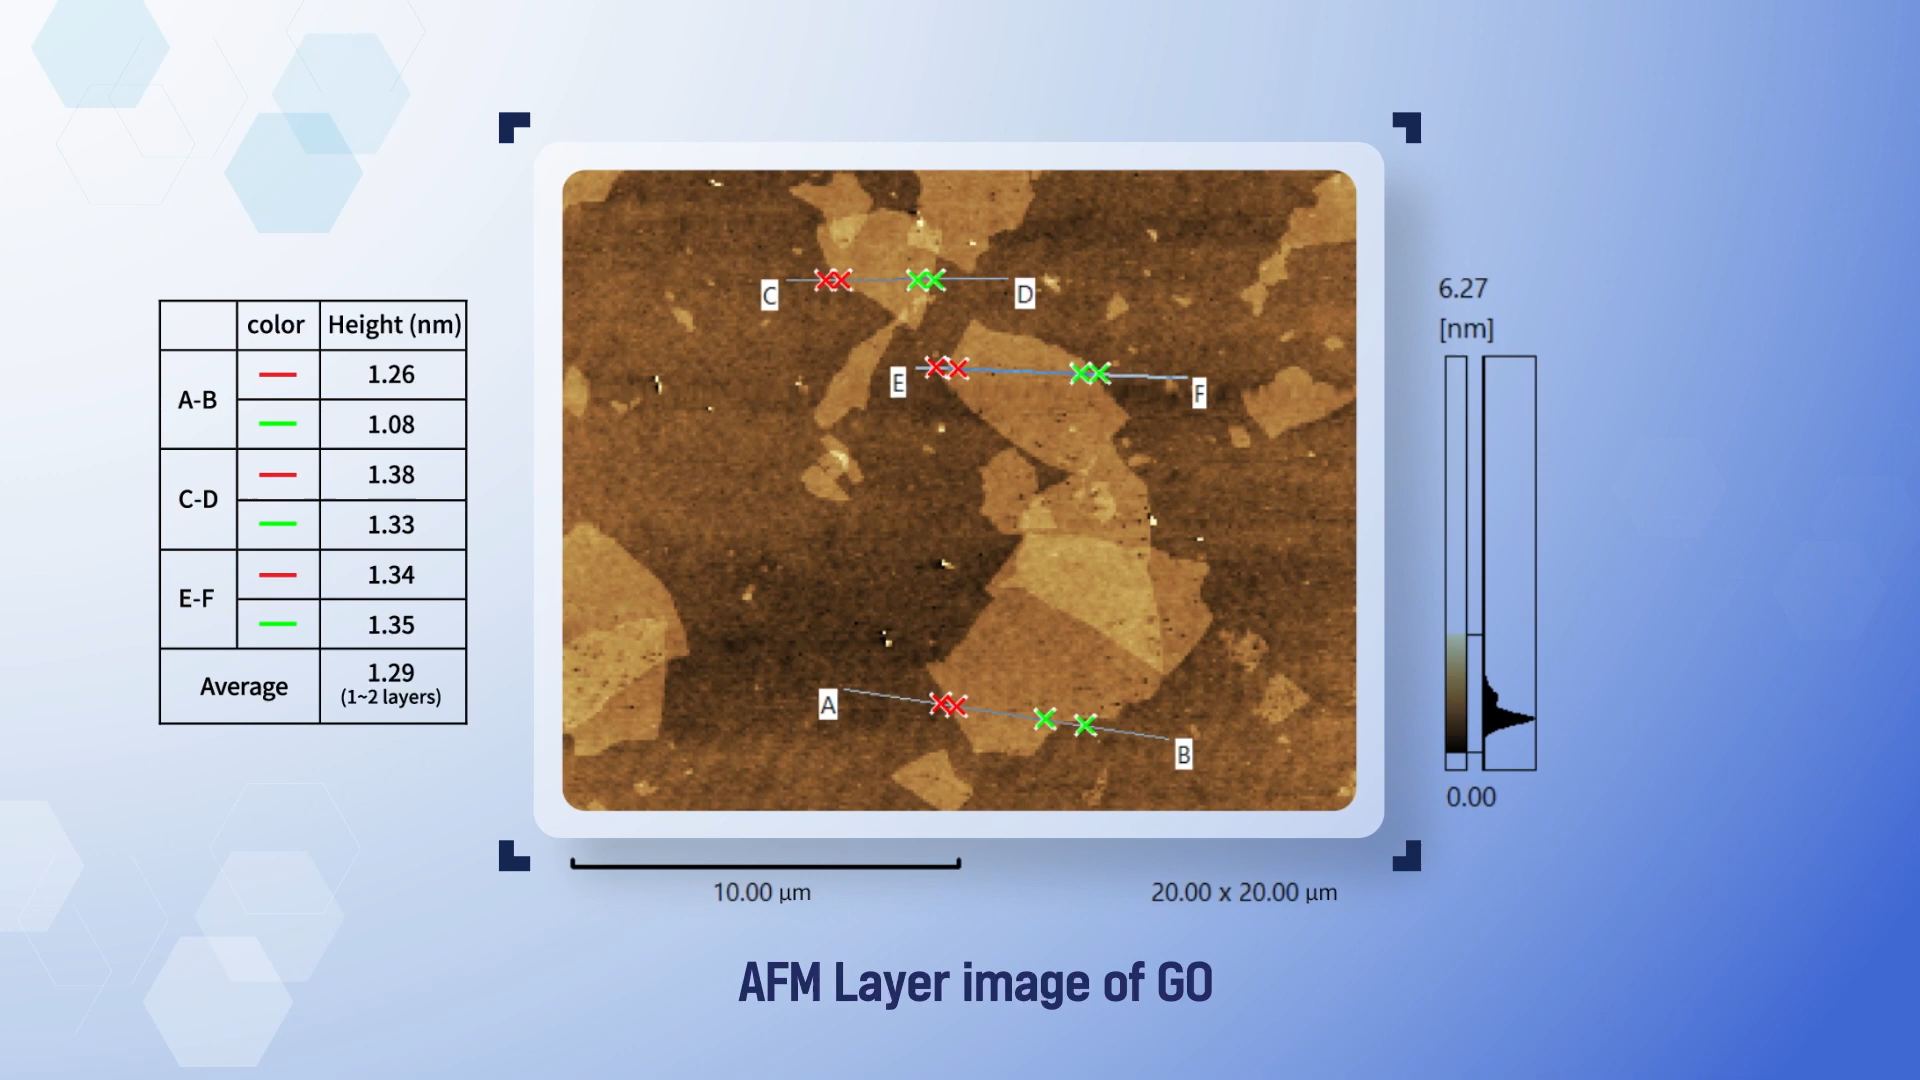 color Height (nm)
A-B 1.26
1.08
C-D 1.38
1.33
E-F 1.34
1.35
Average 1.29
(1~2 layers)
C D
E F
A B
6.27
[nm]
0.00
10.00 μm 20.00 x 20.00 μm
AFM Layer image of GO